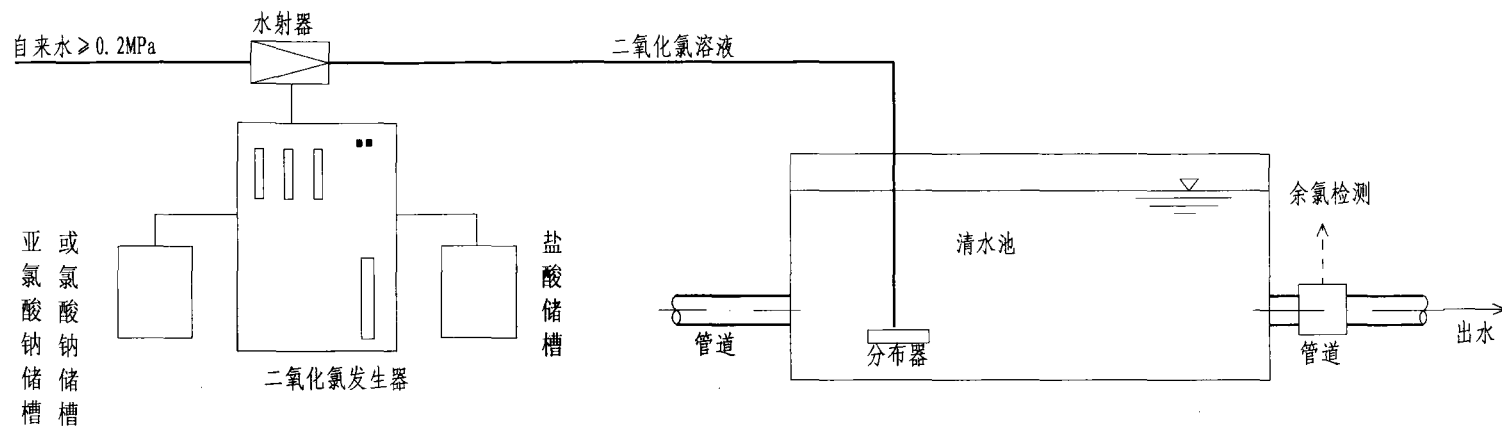 水射器
自来水≥0.2MPa
二氧化氯溶液
余氯检测
清水池
亚氯酸钠储槽
或氯酸钠储槽
盐酸储槽
管道
分布器
管道
出水
二氧化氯发生器